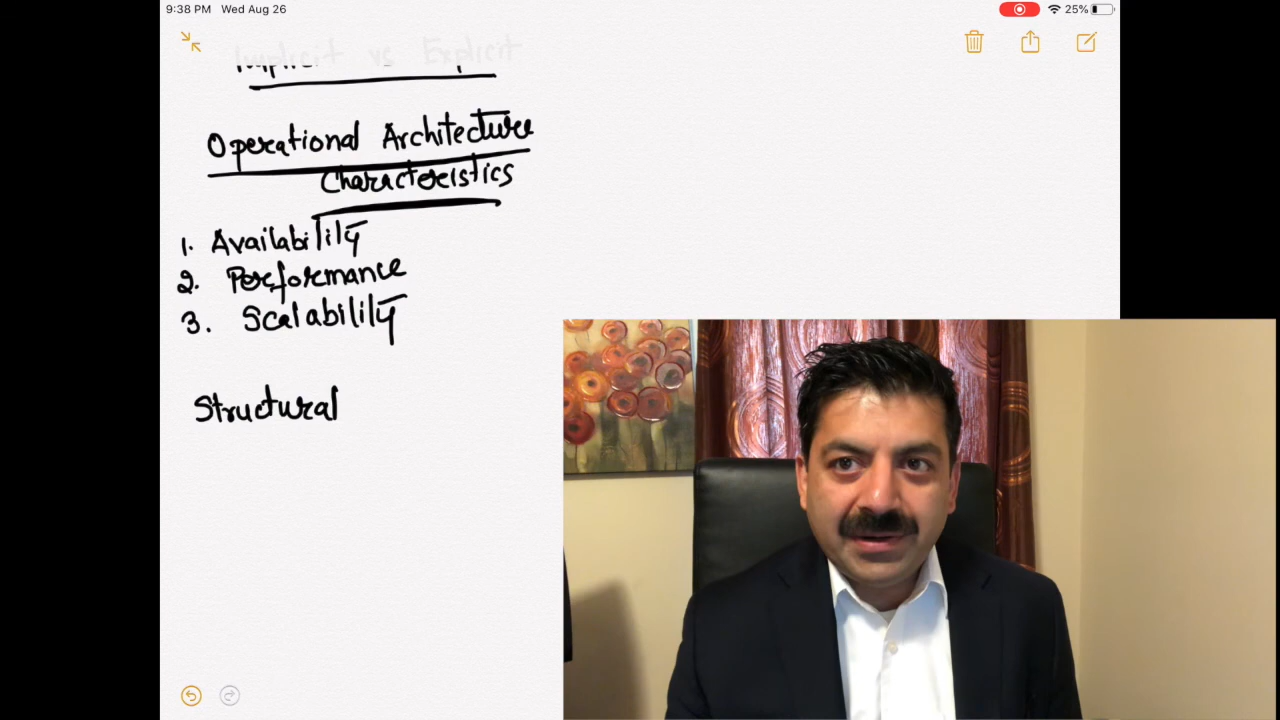 9:38 PM Wed Aug 26
25%
Implicit vs Explicit
Operational Architecture
Characteristics
1. Availability
2. Performance
3. Scalability
Structural